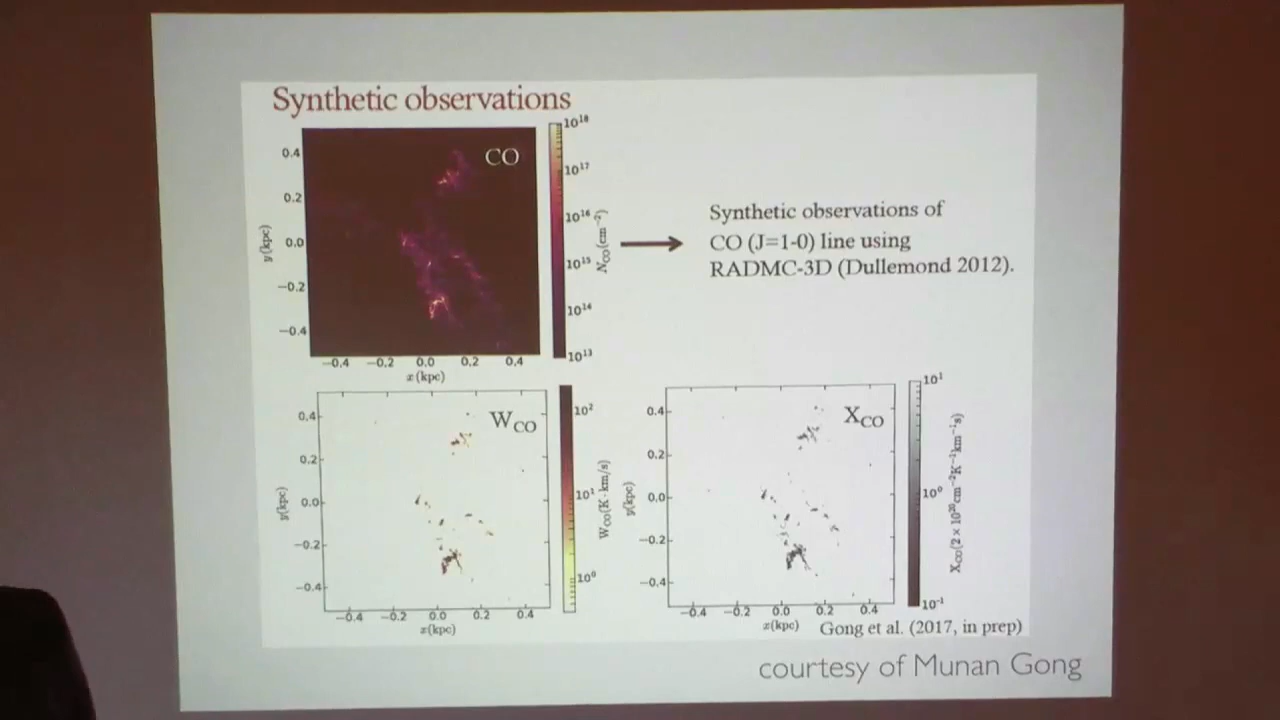 Synthetic observations
CO
0.4
0.2
0.0
−0.2
−0.4
y(kpc)
−0.4 −0.2 0.0 0.2 0.4
x(kpc)
10^18
10^17
10^16
10^15
10^14
10^13
N_CO(cm^−2)
Synthetic observations of
CO (J=1-0) line using
RADMC-3D (Dullemond 2012).
W_CO
0.4
0.2
0.0
−0.2
−0.4
y(kpc)
−0.4 −0.2 0.0 0.2 0.4
x(kpc)
10^2
10^1
10^0
W_CO(K·km/s)
X_CO
0.4
0.2
0.0
−0.2
−0.4
y(kpc)
−0.4 −0.2 0.0 0.2 0.4
x(kpc)
10^1
10^0
10^-1
X_CO(2×10^20cm^−2K^−1km^−1s)
Gong et al. (2017, in prep)
courtesy of Munan Gong